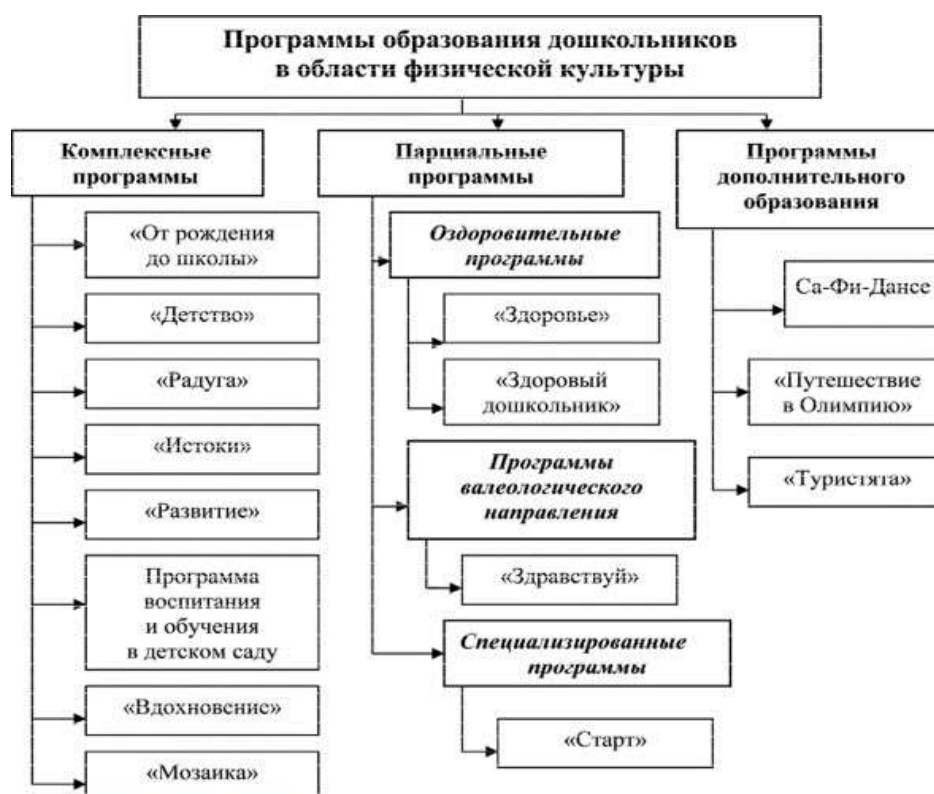 Программы образования дошкольников
в области физической культуры
Комплексные
программы
«От рождения
до школы»
«Детство»
«Радуга»
«Истоки»
«Развитие»
Программа
воспитания
и обучения
в детском саду
«Вдохновение»
«Мозаика»
Парциальные
программы
Оздоровительные
программы
«Здоровье»
«Здоровый
дошкольник»
Программы
валеологического
направления
«Здравствуй»
Специализированные
программы
«Старт»
Программы
дополнительного
образования
Са-Фи-Дансе
«Путешествие
в Олимпию»
«Туристята»